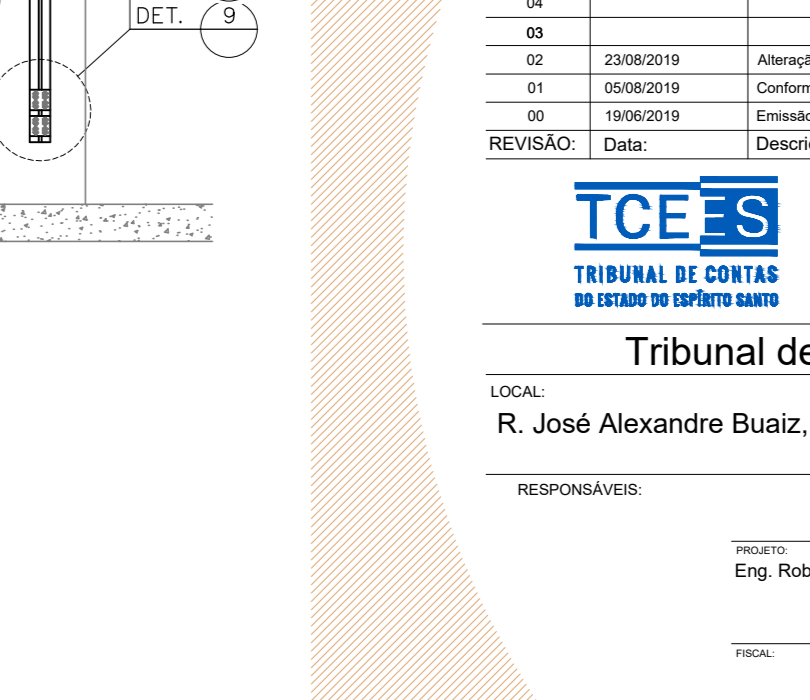 DET. 9
04
03
02 23/08/2019 Alteraçã
01 05/08/2019 Conform
00 19/06/2019 Emissão
REVISÃO: Data: Descri
TCEES
TRIBUNAL DE CONTAS
DO ESTADO DO ESPÍRITO SANTO
Tribunal de
LOCAL:
R. José Alexandre Buaiz,
RESPONSÁVEIS:
PROJETO:
Eng. Rob
FISCAL: